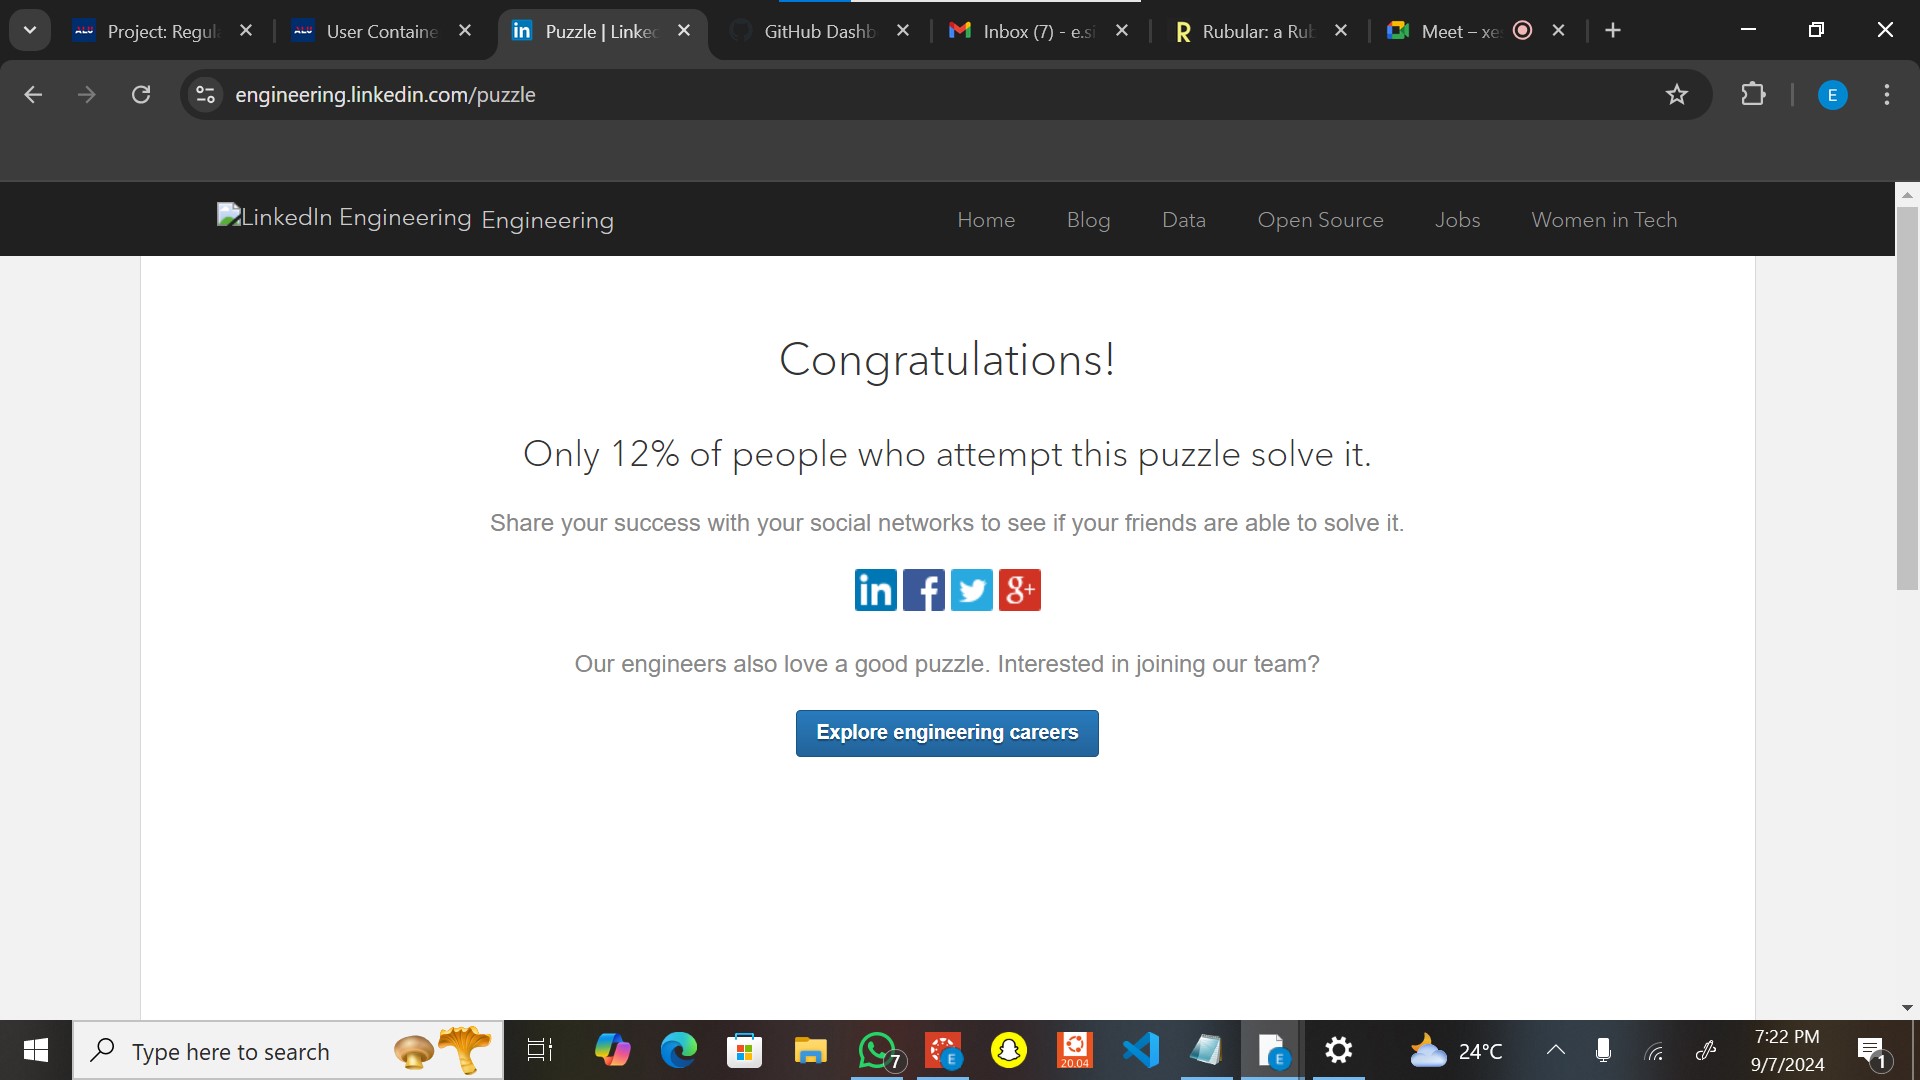 Project: Regul
User Containe
Puzzle | Linked
GitHub Dashb
Inbox (7) - e.si
Rubular: a Rub
Meet – xes
engineering.linkedin.com/puzzle
E
LinkedIn Engineering Engineering
Home
Blog
Data
Open Source
Jobs
Women in Tech
Congratulations!
Only 12% of people who attempt this puzzle solve it.
Share your success with your social networks to see if your friends are able to solve it.
in f g+
Our engineers also love a good puzzle. Interested in joining our team?
Explore engineering careers
Type here to search
7
E
20.04
E
24°C
7:22 PM
9/7/2024
1